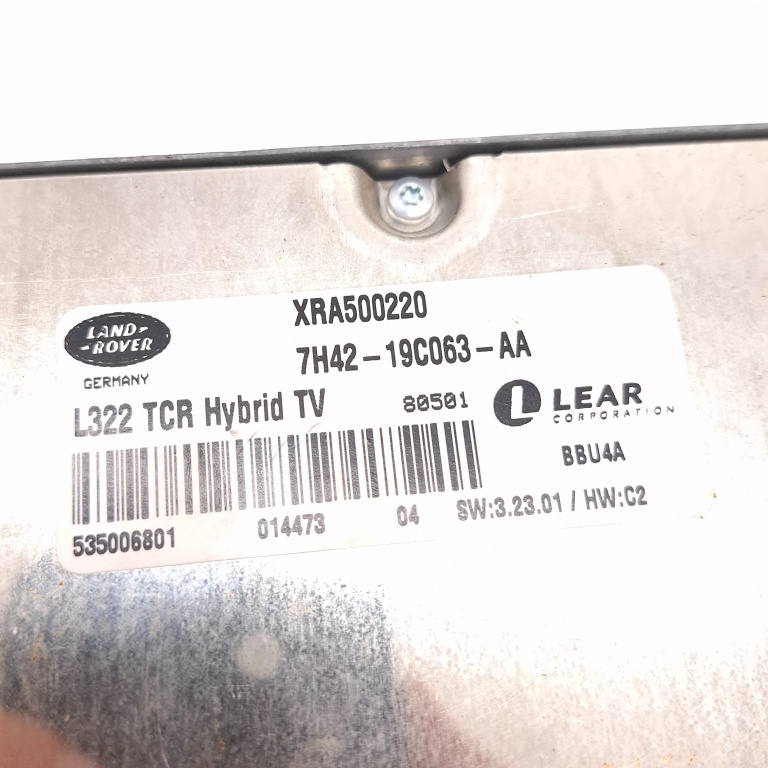 XRA500220
LAND-
-ROVER
7H42-19C063-AA
GERMANY
L322 TCR Hybrid TV
80501
LEAR
CORPORATION
BBU4A
535006801
014473
04
SW:3.23.01 / HW:C2